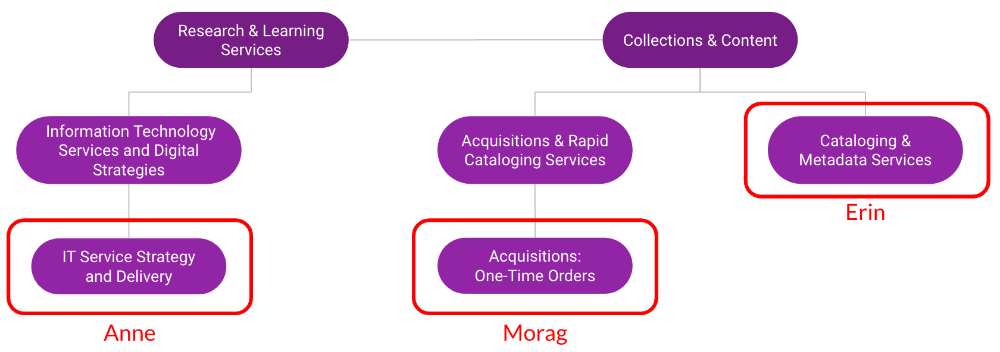 Research & Learning
Services
Collections & Content
Information Technology
Services and Digital
Strategies
Acquisitions & Rapid
Cataloging Services
Cataloging &
Metadata Services
Erin
IT Service Strategy
and Delivery
Acquisitions:
One-Time Orders
Anne
Morag